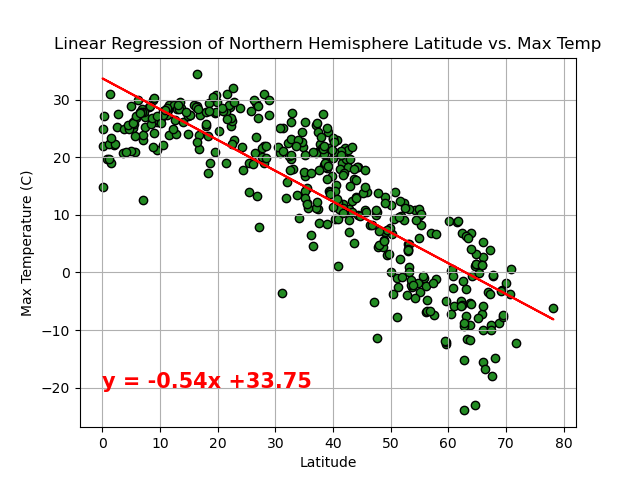 Linear Regression of Northern Hemisphere Latitude vs. Max Temp
Max Temperature (C)
30
20
10
0
−10
−20
y = -0.54x +33.75
0 10 20 30 40 50 60 70 80
Latitude